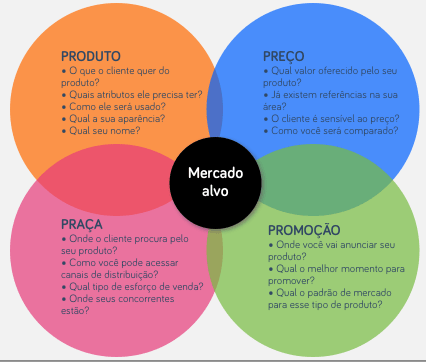 PRODUTO
• O que o cliente quer do
produto?
• Quais atributos ele precisa ter?
• Como ele será usado?
• Qual a sua aparência?
• Qual seu nome?
PREÇO
• Qual valor oferecido pelo seu
produto?
• Já existem referências na sua
área?
• O cliente é sensível ao preço?
• Como você será comparado?
Mercado
alvo
PRAÇA
• Onde o cliente procura pelo
seu produto?
• Como você pode acessar
canais de distribuição?
• Qual tipo de esforço de venda?
• Onde seus concorrentes
estão?
PROMOÇÃO
• Onde você vai anunciar seu
produto?
• Qual o melhor momento para
promover?
• Qual o padrão de mercado
para esse tipo de produto?